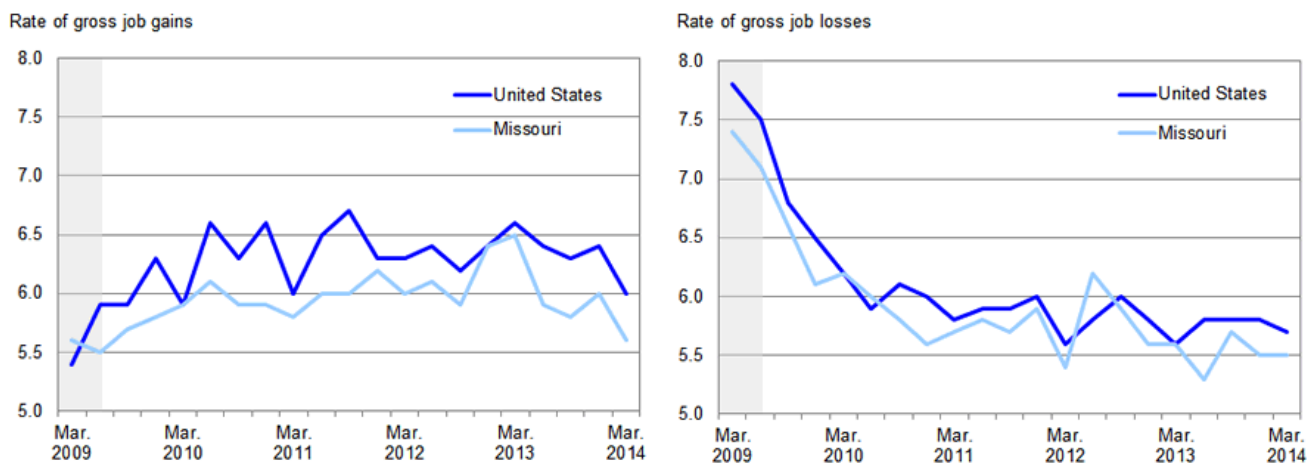 Rate of gross job gains
8.0
7.5
7.0
6.5
6.0
5.5
5.0
United States
Missouri
Mar. Mar. Mar. Mar. Mar. Mar.
2009 2010 2011 2012 2013 2014
Rate of gross job losses
8.0
7.5
7.0
6.5
6.0
5.5
5.0
United States
Missouri
Mar. Mar. Mar. Mar. Mar. Mar.
2009 2010 2011 2012 2013 2014